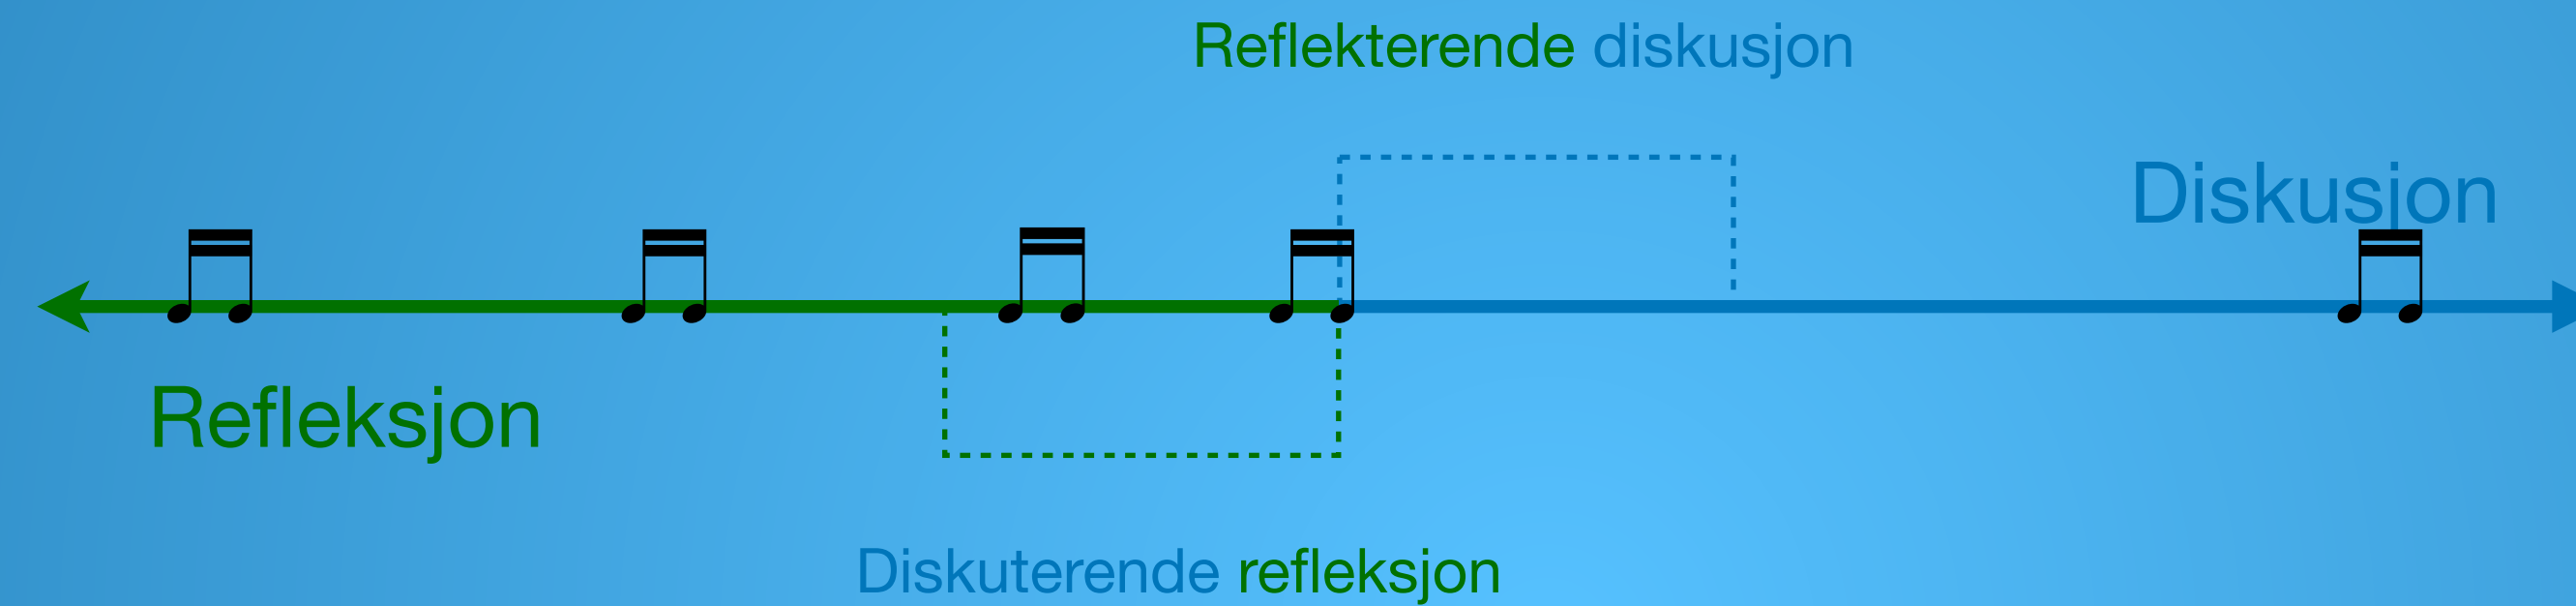 Reflekterende diskusjon
Diskusjon
Refleksjon
Diskuterende refleksjon